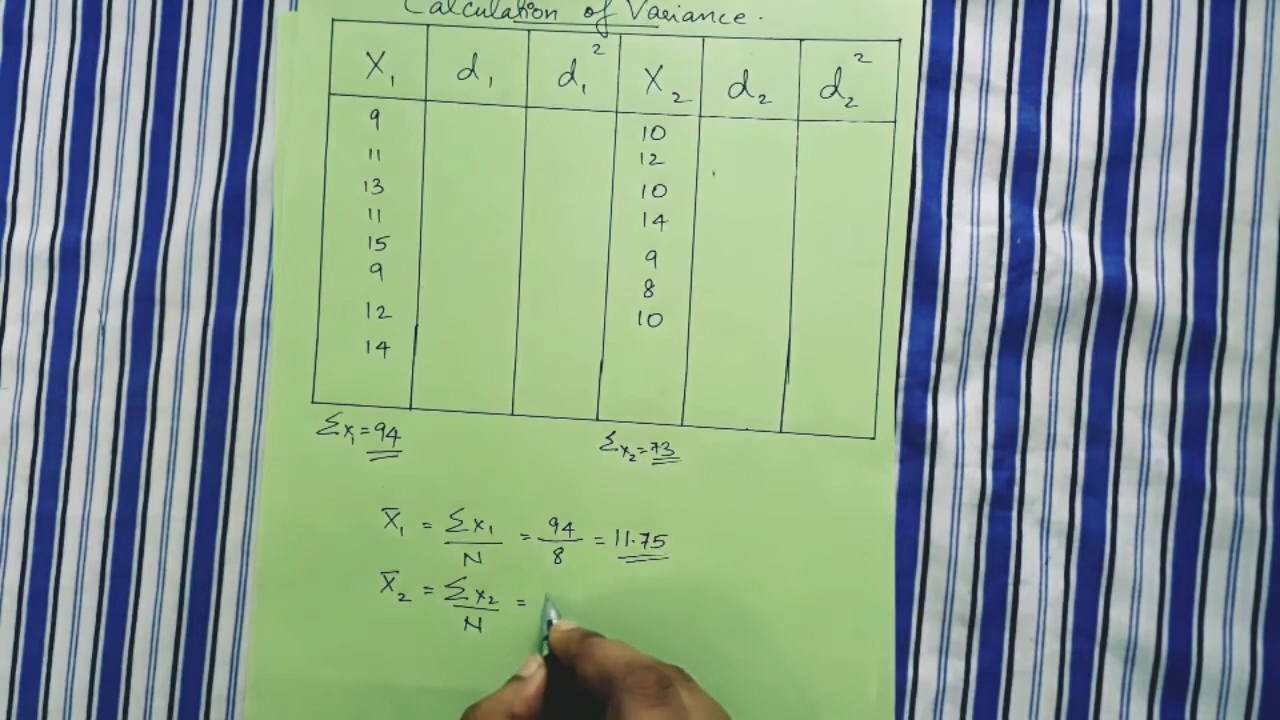 Calculation of Variance.
X₁ d₁ d₁² X₂ d₂ d₂²
9 10
11 12
13 10
11 14
15 9
9 8
12 10
14
Σx₁=94 Σx₂=73
X̄₁ = Σx₁/N = 94/8 = 11.75
X̄₂ = Σx₂/N =